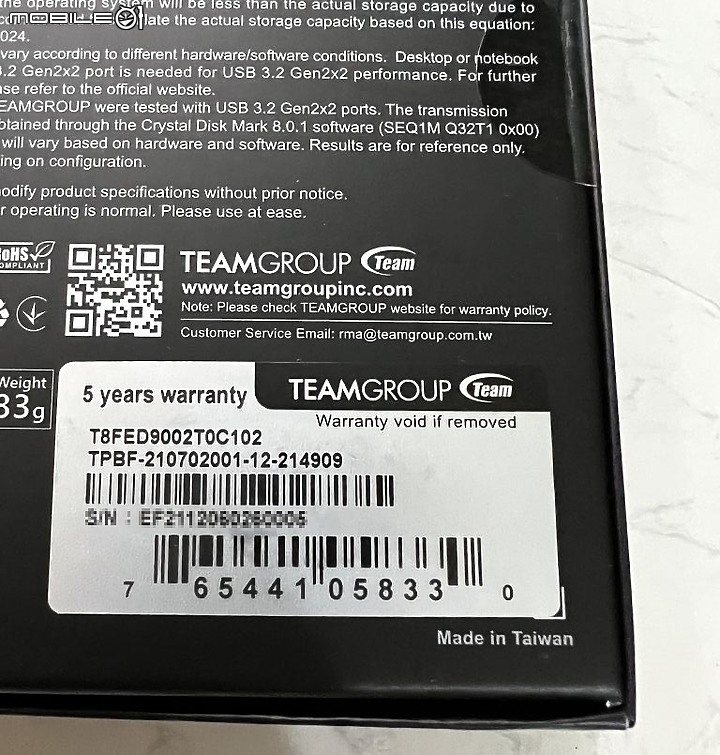 the operating system will be less than the actual storage capacity due to
MOBILE01
late the actual storage capacity based on this equation:
024.
vary according to different hardware/software conditions. Desktop or notebook
3.2 Gen2x2 port is needed for USB 3.2 Gen2x2 performance. For further
ase refer to the official website.
EAMGROUP were tested with USB 3.2 Gen2x2 ports. The transmission
btained through the Crystal Disk Mark 8.0.1 software (SEQ1M Q32T1 0x00)
will vary based on hardware and software. Results are for reference only.
ing on configuration.
nodify product specifications without prior notice.
r operating is normal. Please use at ease.
RoHS
COMPLIANT
TEAMGROUP Team
www.teamgroupinc.com
Note: Please check TEAMGROUP website for warranty policy.
Customer Service Email: rma@teamgroup.com.tw
Weight
33g
5 years warranty
TEAMGROUP Team
Warranty void if removed
T8FED9002T0C102
TPBF-210702001-12-214909
S/N :
7 65441 05833 0
Made in Taiwan